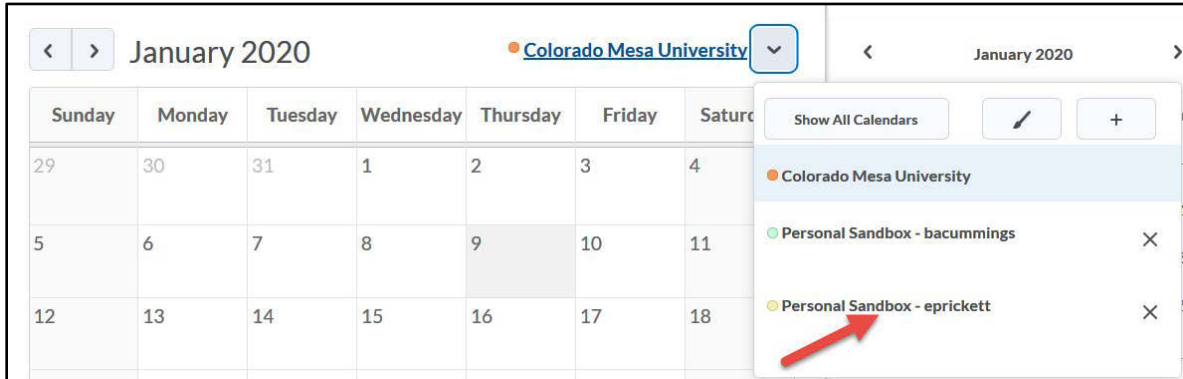 January 2020
Colorado Mesa University
January 2020
Sunday Monday Tuesday Wednesday Thursday Friday
Show All Calendars +
29 30 31 1 2 3 4
Colorado Mesa University
5 6 7 8 9 10 11
Personal Sandbox - bacummings
12 13 14 15 16 17 18
Personal Sandbox - eprickett